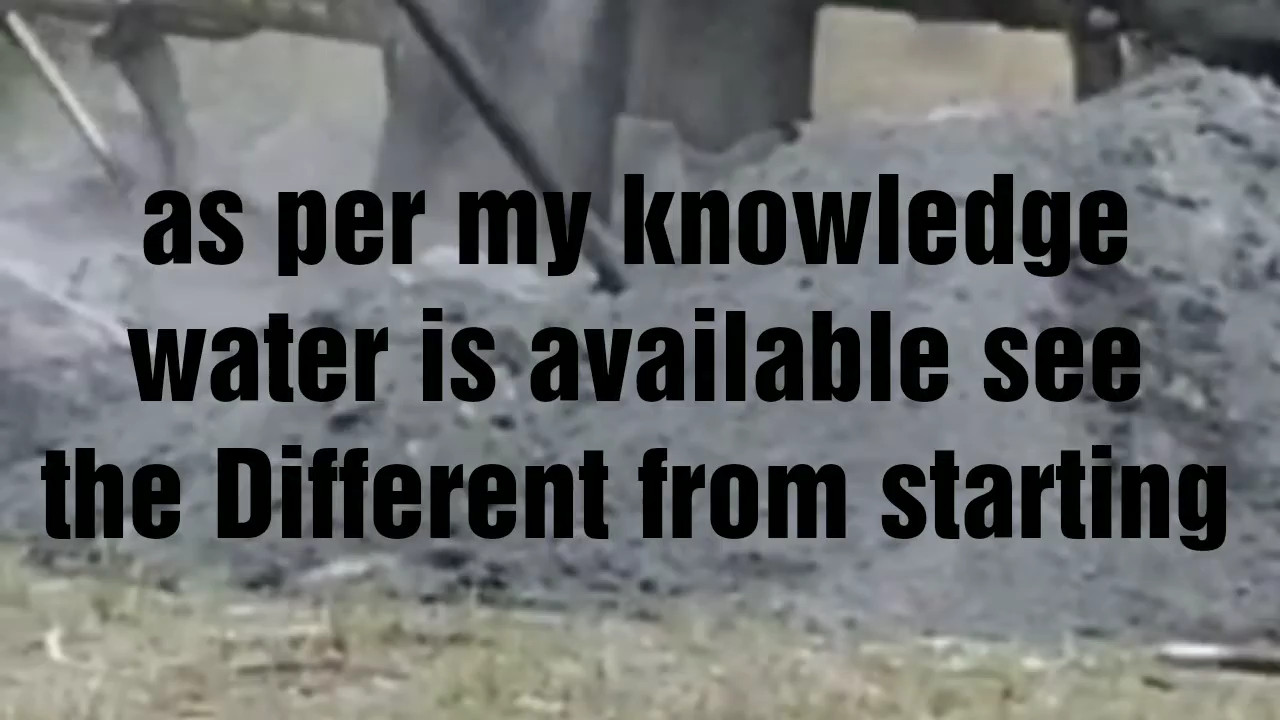 as per my knowledge
water is available see
the Different from starting